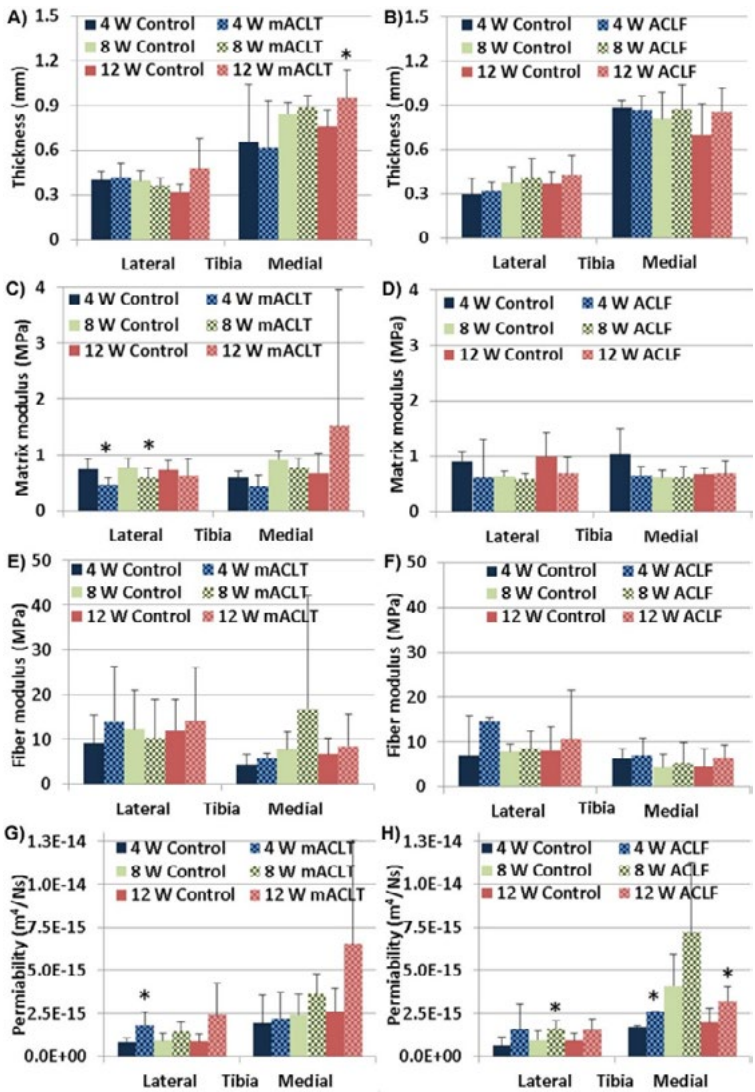 A)
4 W Control 4 W mACLT
8 W Control 8 W mACLT
12 W Control 12 W mACLT
*
Thickness (mm)
1.5
1.2
0.9
0.6
0.3
0
Lateral Tibia Medial
B)
4 W Control 4 W ACLF
8 W Control 8 W ACLF
12 W Control 12 W ACLF
Thickness (mm)
1.5
1.2
0.9
0.6
0.3
0
Lateral Tibia Medial
C)
4 W Control 4 W mACLT
8 W Control 8 W mACLT
12 W Control 12 W mACLT
* *
Matrix modulus (MPa)
4
3
2
1
0
Lateral Tibia Medial
D)
4 W Control 4 W ACLF
8 W Control 8 W ACLF
12 W Control 12 W ACLF
Matrix modulus (MPa)
4
3
2
1
0
Lateral Tibia Medial
E)
4 W Control 4 W mACLT
8 W Control 8 W mACLT
12 W Control 12 W mACLT
Fiber modulus (MPa)
50
40
30
20
10
0
Lateral Tibia Medial
F)
4 W Control 4 W ACLF
8 W Control 8 W ACLF
12 W Control 12 W ACLF
Fiber modulus (MPa)
50
40
30
20
10
0
Lateral Tibia Medial
G)
4 W Control 4 W mACLT
8 W Control 8 W mACLT
12 W Control 12 W mACLT
*
Permiability (m⁴/Ns)
1.3E-14
1.0E-14
7.5E-15
5.0E-15
2.5E-15
0.0E+00
Lateral Tibia Medial
H)
4 W Control 4 W ACLF
8 W Control 8 W ACLF
12 W Control 12 W ACLF
* * *
Permiability (m⁴/Ns)
1.3E-14
1.0E-14
7.5E-15
5.0E-15
2.5E-15
0.0E+00
Lateral Tibia Medial